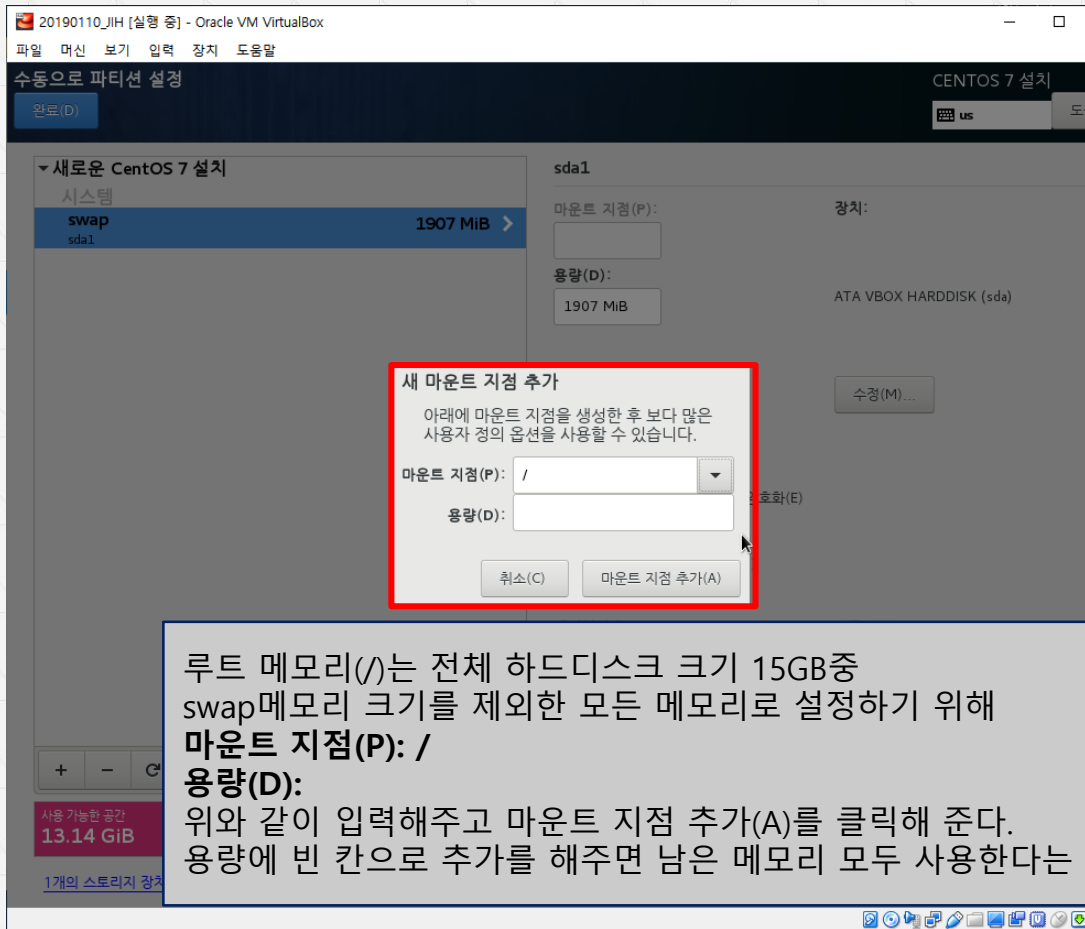 20190110_JIH [실행 중] - Oracle VM VirtualBox
파일 머신 보기 입력 장치 도움말
수동으로 파티션 설정
CENTOS 7 설치
완료(D)
us
새로운 CentOS 7 설치
시스템
swap
1907 MiB
sda1
sda1
마운트 지점(P):
장치:
용량(D):
1907 MiB
ATA VBOX HARDDISK (sda)
수정(M)...
호화(E)
새 마운트 지점 추가
아래에 마운트 지점을 생성한 후 보다 많은
사용자 정의 옵션을 사용할 수 있습니다.
마운트 지점(P): /
용량(D):
취소(C)
마운트 지점 추가(A)
루트 메모리(/)는 전체 하드디스크 크기 15GB중
swap메모리 크기를 제외한 모든 메모리로 설정하기 위해
마운트 지점(P): /
용량(D):
위와 같이 입력해주고 마운트 지점 추가(A)를 클릭해 준다.
용량에 빈 칸으로 추가를 해주면 남은 메모리 모두 사용한다는
사용 가능한 공간
13.14 GiB
1개의 스토리지 장치